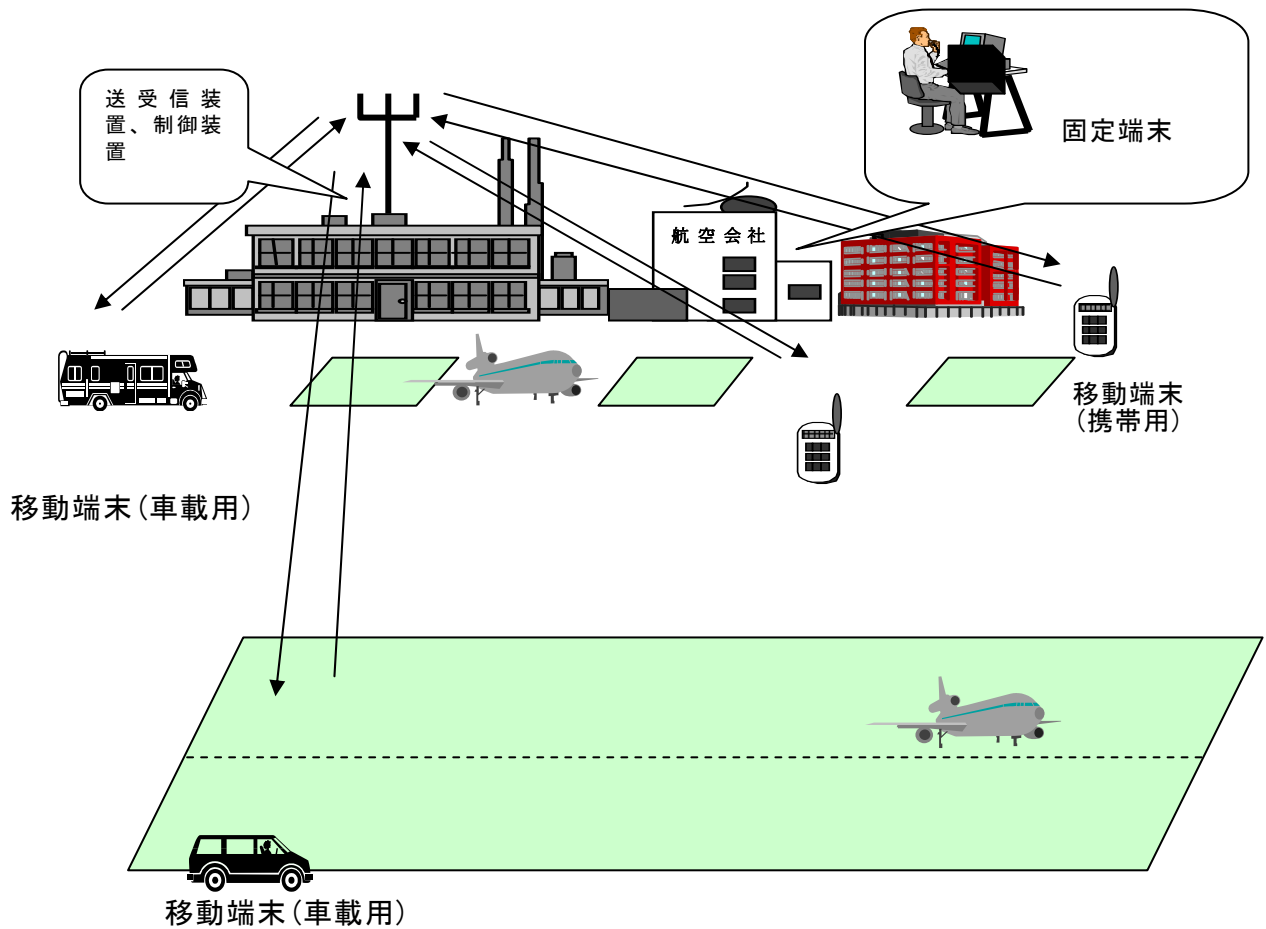 送受信装
置、制御装
置
固定端末
航空会社
移動端末
(携帯用)
移動端末(車載用)
移動端末(車載用)